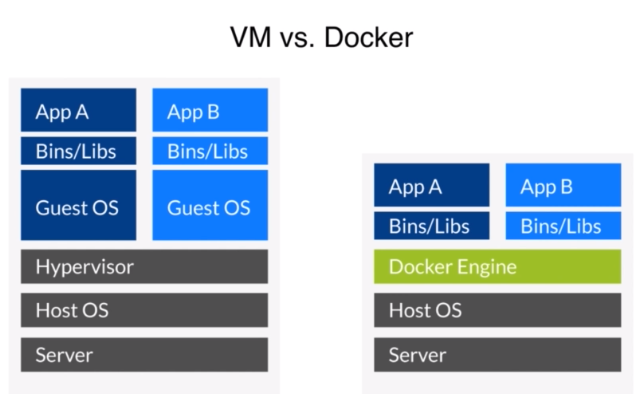 VM vs. Docker
App A
App B
Bins/Libs
Bins/Libs
Guest OS
Guest OS
Hypervisor
Host OS
Server
App A
App B
Bins/Libs
Bins/Libs
Docker Engine
Host OS
Server